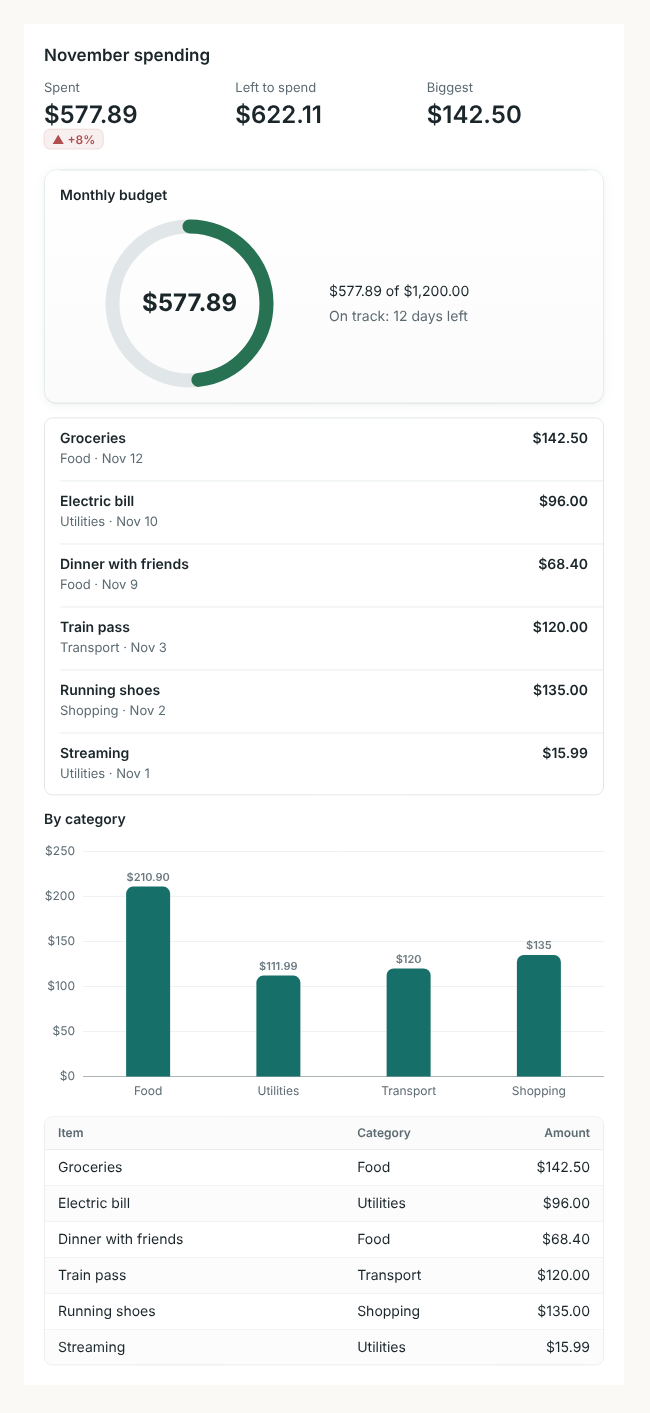 November spending
Spent
Left to spend
Biggest
$577.89
$622.11
$142.50
▲ +8%
Monthly budget
$577.89
$577.89 of $1,200.00
On track: 12 days left
Groceries
$142.50
Food · Nov 12
Electric bill
$96.00
Utilities · Nov 10
Dinner with friends
$68.40
Food · Nov 9
Train pass
$120.00
Transport · Nov 3
Running shoes
$135.00
Shopping · Nov 2
Streaming
$15.99
Utilities · Nov 1
By category
$250
$200
$150
$100
$50
$0
$210.90
$111.99
$120
$135
Food
Utilities
Transport
Shopping
Item Category Amount
Groceries Food $142.50
Electric bill Utilities $96.00
Dinner with friends Food $68.40
Train pass Transport $120.00
Running shoes Shopping $135.00
Streaming Utilities $15.99